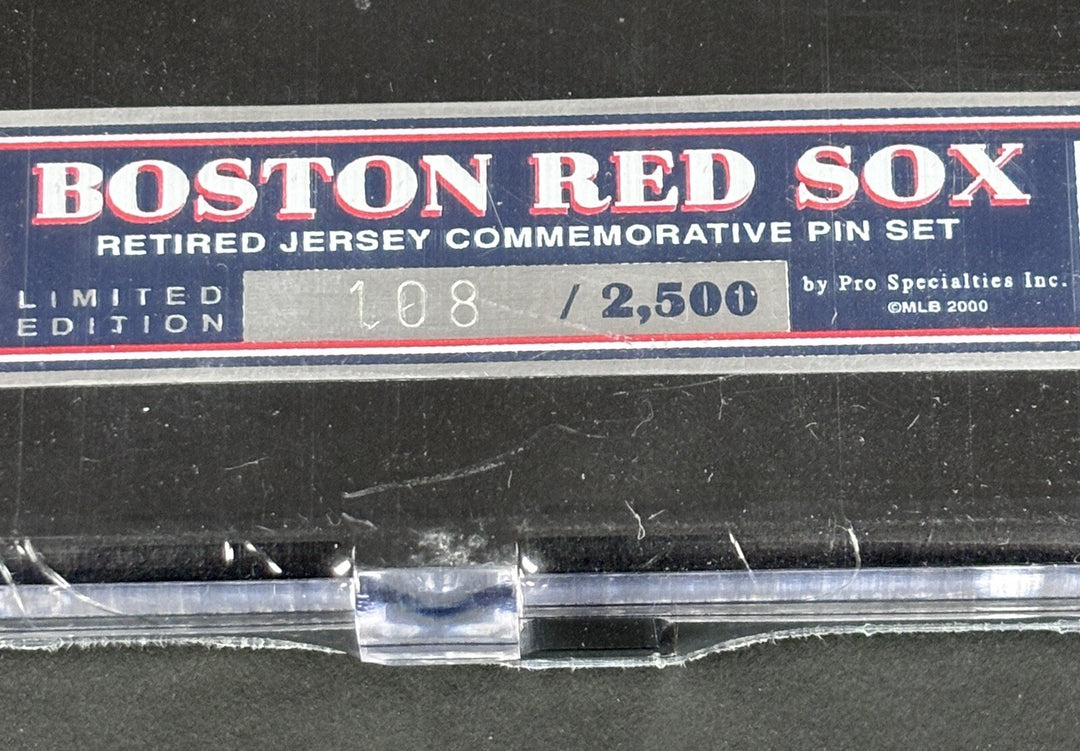 BOSTON RED SOX
RETIRED JERSEY COMMEMORATIVE PIN SET
LIMITED EDITION
108 / 2,500
by Pro Specialties Inc.
©MLB 2000